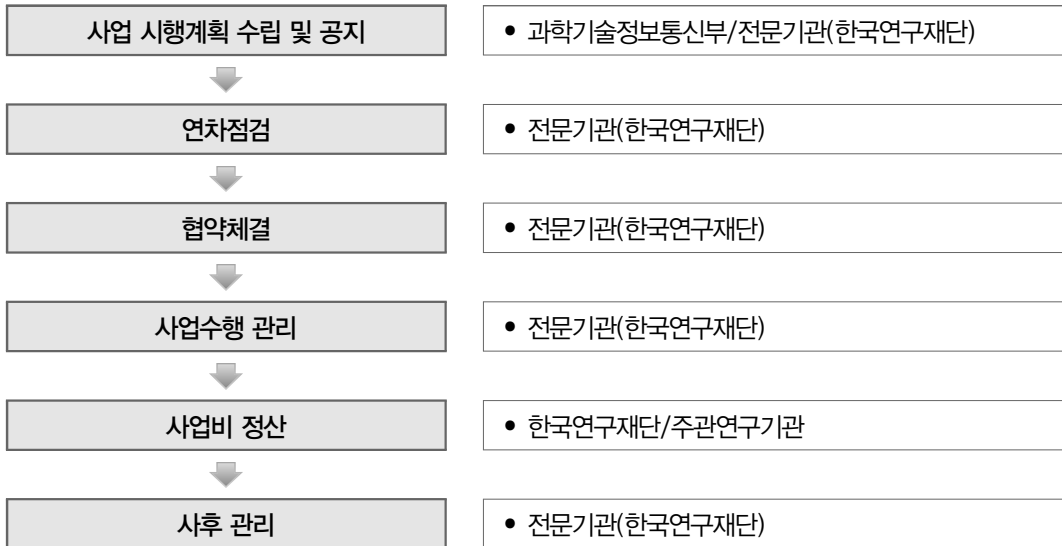 사업 시행계획 수립 및 공지
• 과학기술정보통신부/전문기관(한국연구재단)
연차점검
• 전문기관(한국연구재단)
협약체결
• 전문기관(한국연구재단)
사업수행 관리
• 전문기관(한국연구재단)
사업비 정산
• 한국연구재단/주관연구기관
사후 관리
• 전문기관(한국연구재단)